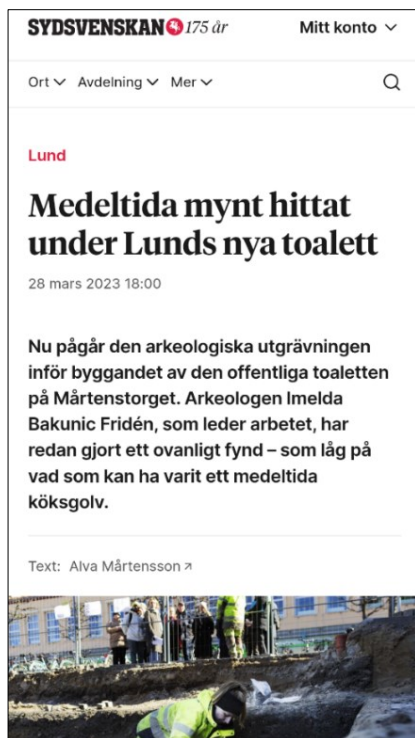 SYDSVENSKAN 175 år
Mitt konto
Ort Avdelning Mer
Lund
Medeltida mynt hittat
under Lunds nya toalett
28 mars 2023 18:00
Nu pågår den arkeologiska utgrävningen
inför byggandet av den offentliga toaletten
på Mårtenstorget. Arkeologen Imelda
Bakunic Fridén, som leder arbetet, har
redan gjort ett ovanligt fynd – som låg på
vad som kan ha varit ett medeltida
köksgolv.
Text: Alva Mårtensson ↗